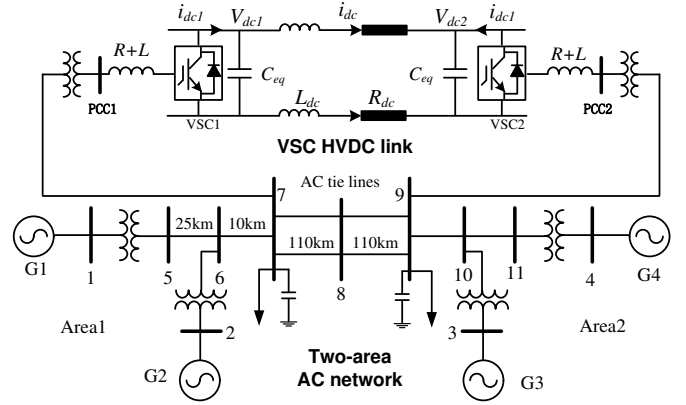 i_dc1 V_dc1 i_dc V_dc2 i_dc1
R+L C_eq C_eq R+L
PCC1 L_dc R_dc PCC2
VSC1 VSC2
VSC HVDC link
7 AC tie lines 9
25km 10km 110km 110km
G1 1 5 6 8 10 11 4 G4
Area1 2 3 Area2
Two-area
AC network
G2 G3